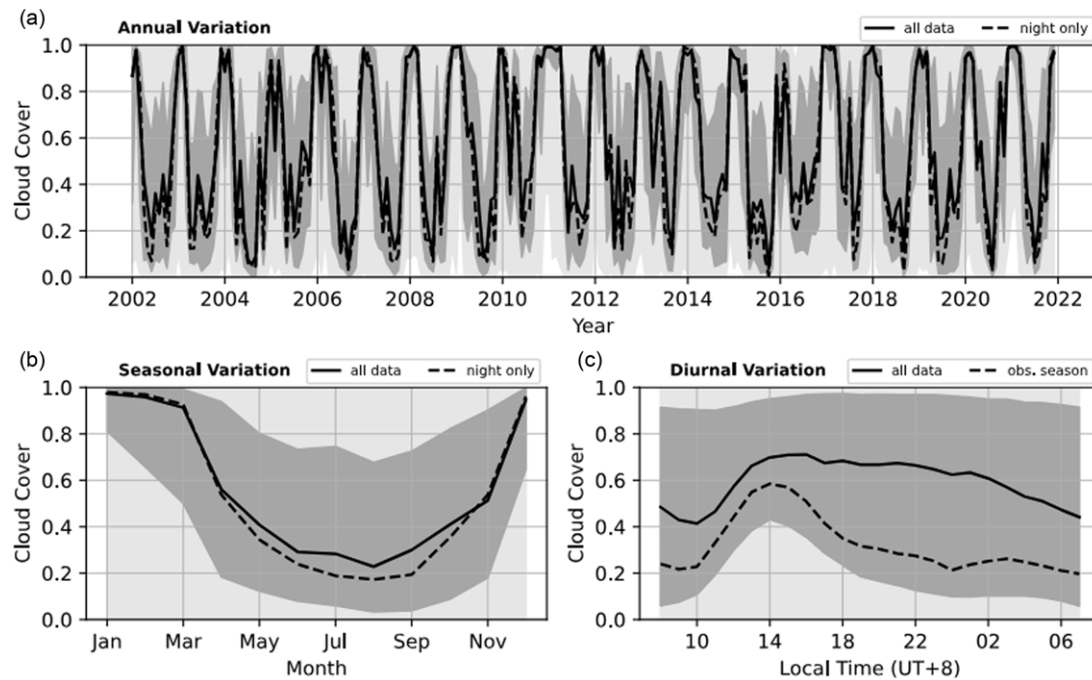 (a)
Annual Variation
all data
night only
Cloud Cover
1.0
0.8
0.6
0.4
0.2
0.0
2002
2004
2006
2008
2010
2012
2014
2016
2018
2020
2022
Year
(b)
Seasonal Variation
all data
night only
Cloud Cover
1.0
0.8
0.6
0.4
0.2
0.0
Jan
Mar
May
Jul
Sep
Nov
Month
(c)
Diurnal Variation
all data
obs. season
Cloud Cover
1.0
0.8
0.6
0.4
0.2
0.0
10
14
18
22
02
06
Local Time (UT+8)